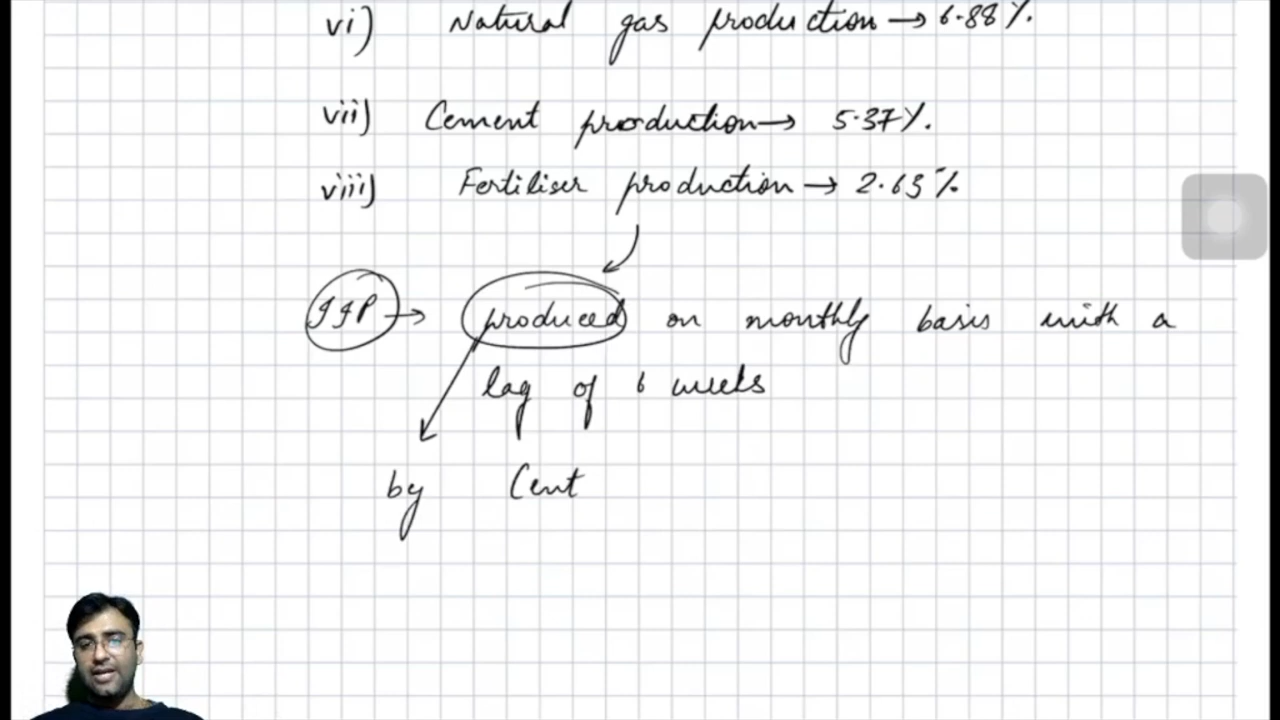 vi) Natural gas production → 6.88%.
vii) Cement production → 5.37%.
viii) Fertiliser production → 2.63%
IIP → produced on monthly basis with a
lag of 6 weeks
by Cent